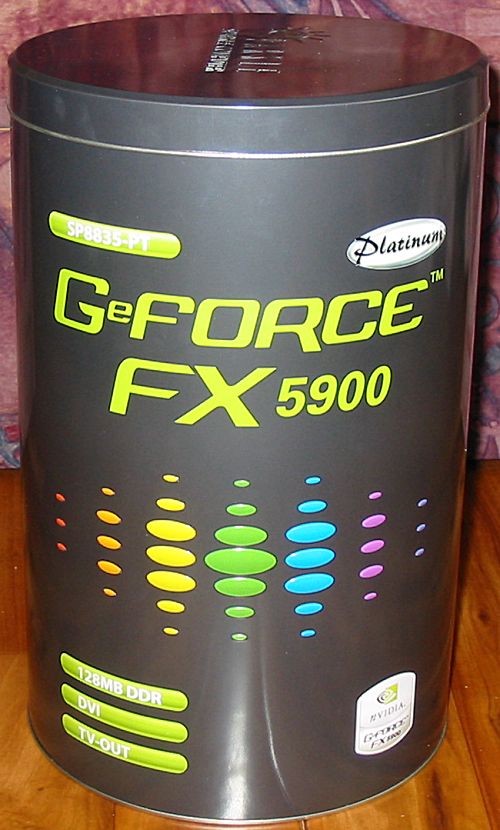 SP8835-PT
Platinum
GeFORCE™
FX 5900
128MB DDR
DVI
TV-OUT
nVIDIA
GeFORCE
FX 5900